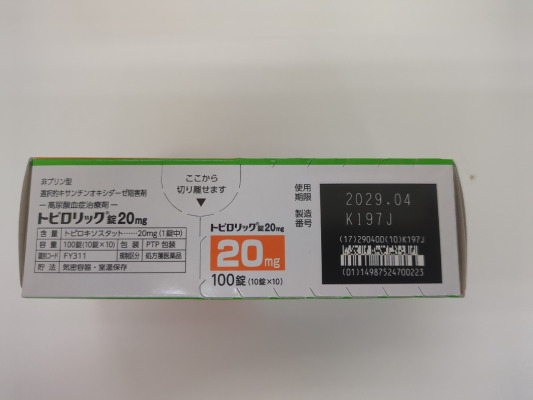 非プリン型
選択的キサンチンオキシダーゼ阻害剤
－高尿酸血症治療剤－
トピロリック®錠20mg
含 量 トピロキソスタット……20mg(1錠中)
容 量 100錠(10錠×10) 包 装 PTP包装
識別コード FY311 規制区分 処方箋医薬品
貯 法 気密容器・室温保存
ここから
切り離せます
▼
トピロリック®錠20mg
20mg
100錠(10錠×10)
使用
期限
2029.04
製造
番号
K197J
(17)290400(10)K197J
(01)14987524700223